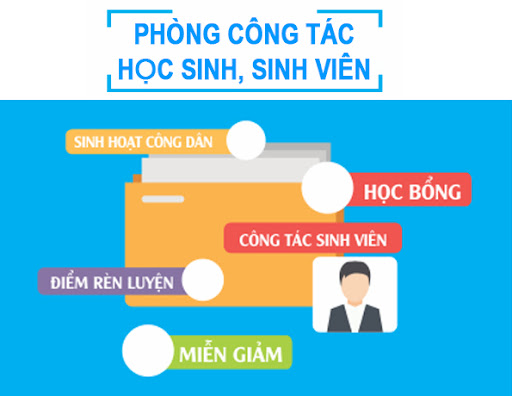 PHÒNG CÔNG TÁC
HỌC SINH, SINH VIÊN
SINH HOẠT CÔNG DÂN
HỌC BỔNG
CÔNG TÁC SINH VIÊN
ĐIỂM RÈN LUYỆN
MIỄN GIẢM